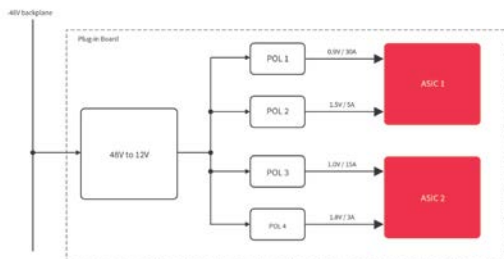 -48V backplane
Plug-in Board
48V to 12V
POL 1
0.9V / 30A
POL 2
1.5V / 5A
ASIC 1
POL 3
1.0V / 15A
POL 4
1.8V / 3A
ASIC 2